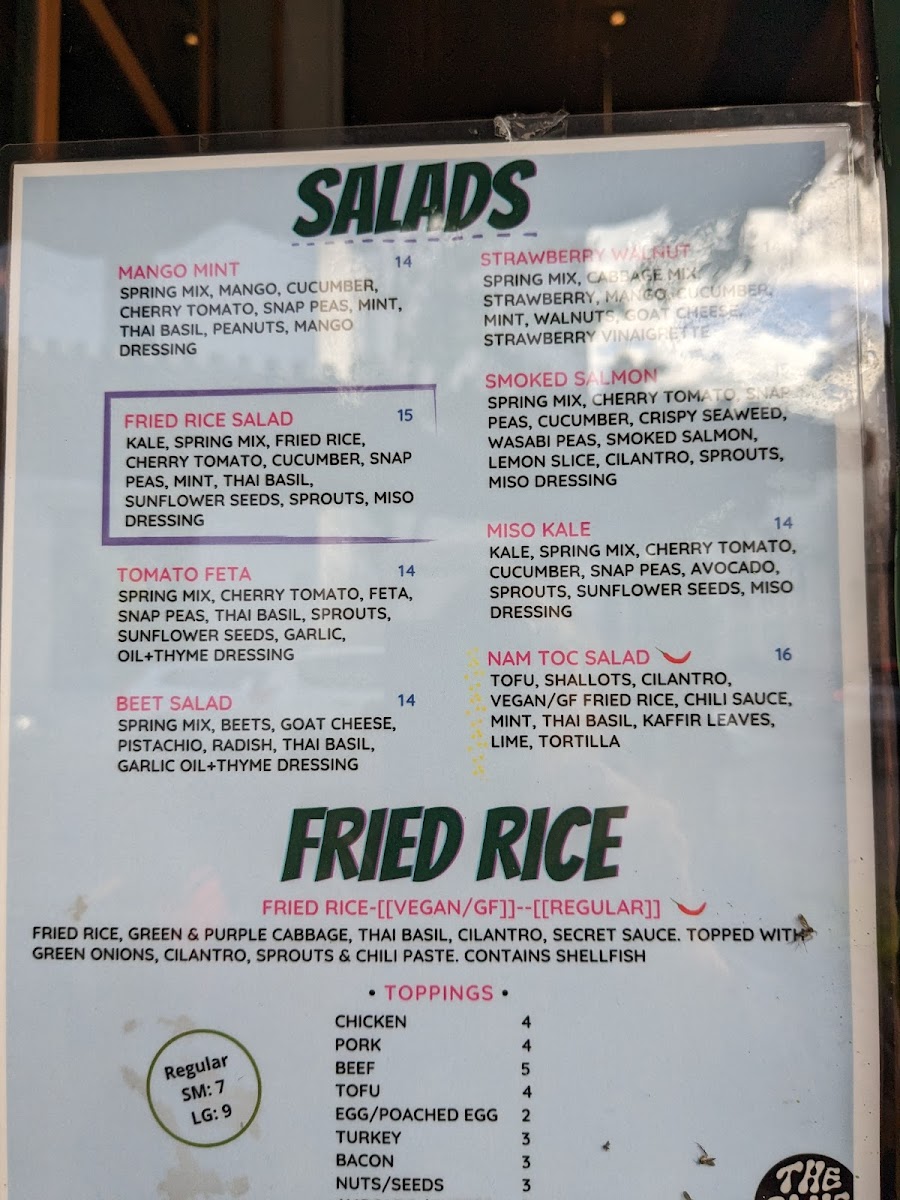 SALADS
MANGO MINT 14
SPRING MIX, MANGO, CUCUMBER,
CHERRY TOMATO, SNAP PEAS, MINT,
THAI BASIL, PEANUTS, MANGO
DRESSING
FRIED RICE SALAD 15
KALE, SPRING MIX, FRIED RICE,
CHERRY TOMATO, CUCUMBER, SNAP
PEAS, MINT, THAI BASIL,
SUNFLOWER SEEDS, SPROUTS, MISO
DRESSING
TOMATO FETA 14
SPRING MIX, CHERRY TOMATO, FETA,
SNAP PEAS, THAI BASIL, SPROUTS,
SUNFLOWER SEEDS, GARLIC,
OIL+THYME DRESSING
BEET SALAD 14
SPRING MIX, BEETS, GOAT CHEESE,
PISTACHIO, RADISH, THAI BASIL,
GARLIC OIL+THYME DRESSING
STRAWBERRY WALNUT
SPRING MIX, CABBAGE MIX,
STRAWBERRY, MANGO, CUCUMBER,
MINT, WALNUTS, GOAT CHEESE,
STRAWBERRY VINAIGRETTE
SMOKED SALMON
SPRING MIX, CHERRY TOMATO, SNAP
PEAS, CUCUMBER, CRISPY SEAWEED,
WASABI PEAS, SMOKED SALMON,
LEMON SLICE, CILANTRO, SPROUTS,
MISO DRESSING
MISO KALE 14
KALE, SPRING MIX, CHERRY TOMATO,
CUCUMBER, SNAP PEAS, AVOCADO,
SPROUTS, SUNFLOWER SEEDS, MISO
DRESSING
NAM TOC SALAD 16
TOFU, SHALLOTS, CILANTRO,
VEGAN/GF FRIED RICE, CHILI SAUCE,
MINT, THAI BASIL, KAFFIR LEAVES,
LIME, TORTILLA
FRIED RICE
FRIED RICE-[[VEGAN/GF]]--[[REGULAR]]
FRIED RICE, GREEN & PURPLE CABBAGE, THAI BASIL, CILANTRO, SECRET SAUCE. TOPPED WITH
GREEN ONIONS, CILANTRO, SPROUTS & CHILI PASTE. CONTAINS SHELLFISH
• TOPPINGS •
Regular
SM: 7
LG: 9
CHICKEN 4
PORK 4
BEEF 5
TOFU 4
EGG/POACHED EGG 2
TURKEY 3
BACON 3
NUTS/SEEDS 3
THE